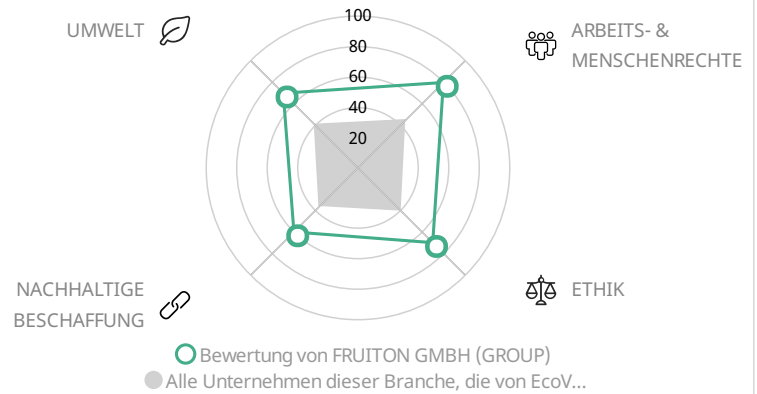 UMWELT
ARBEITS- &
MENSCHENRECHTE
100
80
60
40
20
NACHHALTIGE
BESCHAFFUNG
ETHIK
Bewertung von FRUITON GMBH (GROUP)
Alle Unternehmen dieser Branche, die von EcoV...